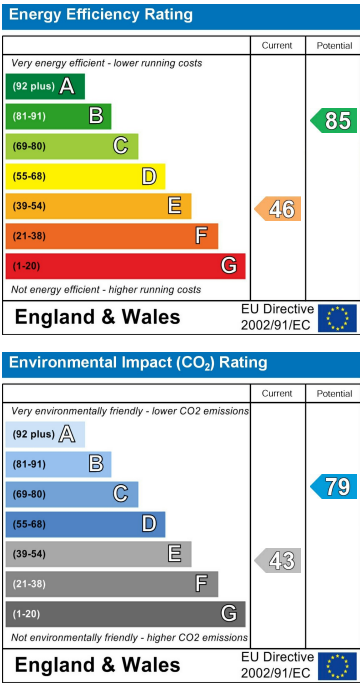 Energy Efficiency Rating
Current Potential
Very energy efficient - lower running costs
(92 plus) A
(81-91) B
85
(69-80) C
(55-68) D
(39-54) E
46
(21-38) F
(1-20) G
Not energy efficient - higher running costs
England & Wales
EU Directive
2002/91/EC
Environmental Impact (CO₂) Rating
Current Potential
Very environmentally friendly - lower CO2 emissions
(92 plus) A
(81-91) B
(69-80) C
79
(55-68) D
(39-54) E
43
(21-38) F
(1-20) G
Not environmentally friendly - higher CO2 emissions
England & Wales
EU Directive
2002/91/EC